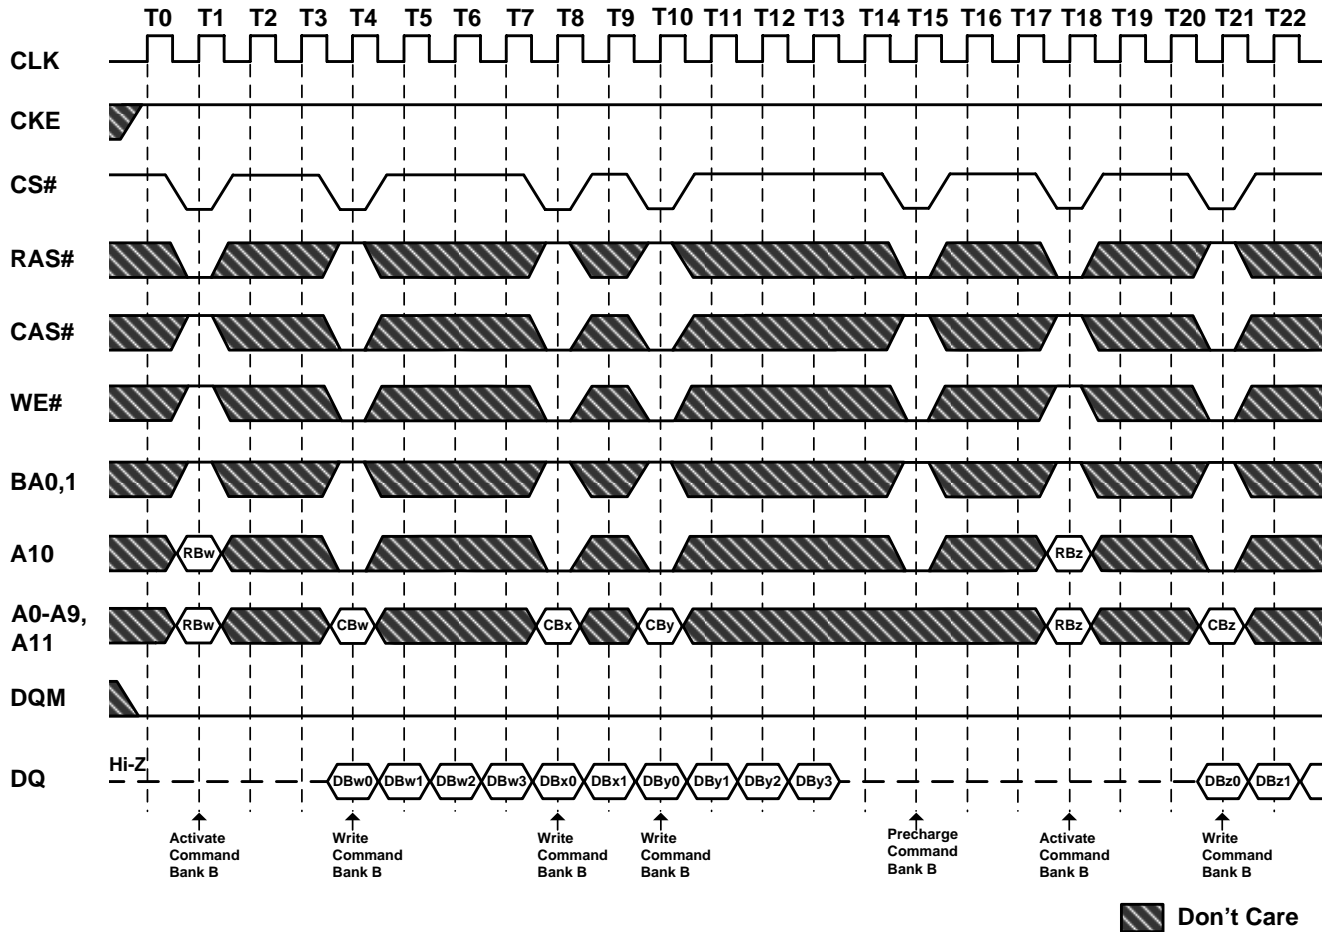 T0 T1 T2 T3 T4 T5 T6 T7 T8 T9 T10 T11 T12 T13 T14 T15 T16 T17 T18 T19 T20 T21 T22
CLK
CKE
CS#
RAS#
CAS#
WE#
BA0,1
A10 RBw RBz
A0-A9,
A11
RBw CBw CBx CBy RBz CBz
DQM
Hi-Z
DQ DBw0 DBw1 DBw2 DBw3 DBx0 DBx1 DBy0 DBy1 DBy2 DBy3 DBz0 DBz1
Activate
Command
Bank B
Write
Command
Bank B
Write
Command
Bank B
Write
Command
Bank B
Precharge
Command
Bank B
Activate
Command
Bank B
Write
Command
Bank B
Don't Care